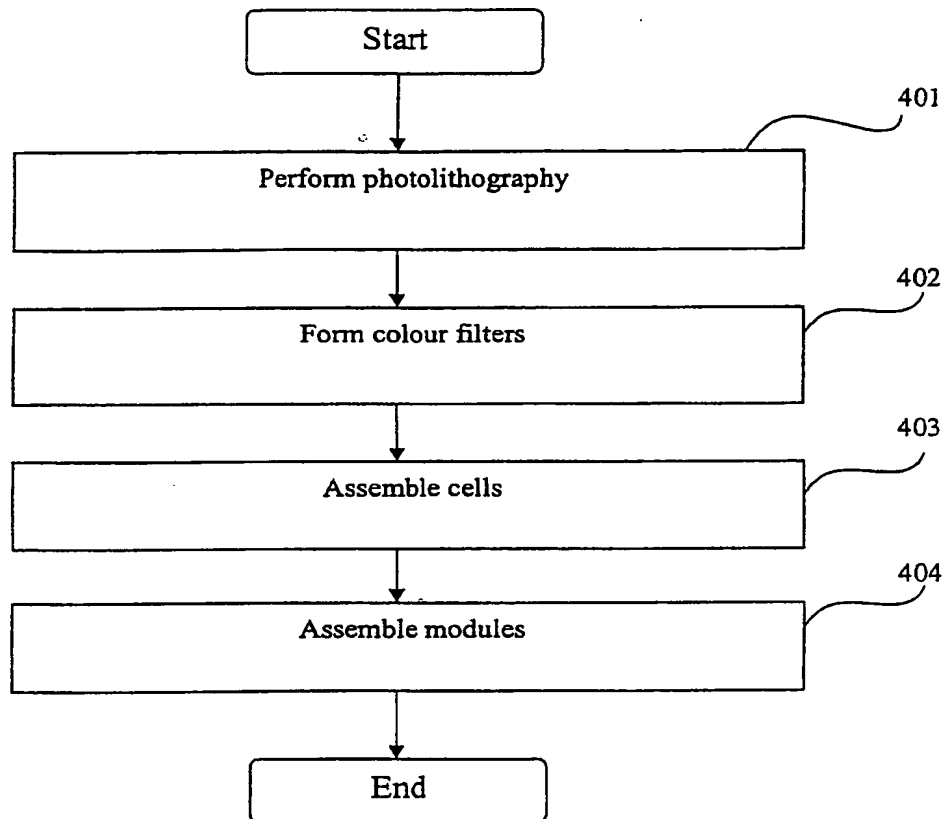 Start
401
Perform photolithography
402
Form colour filters
403
Assemble cells
404
Assemble modules
End